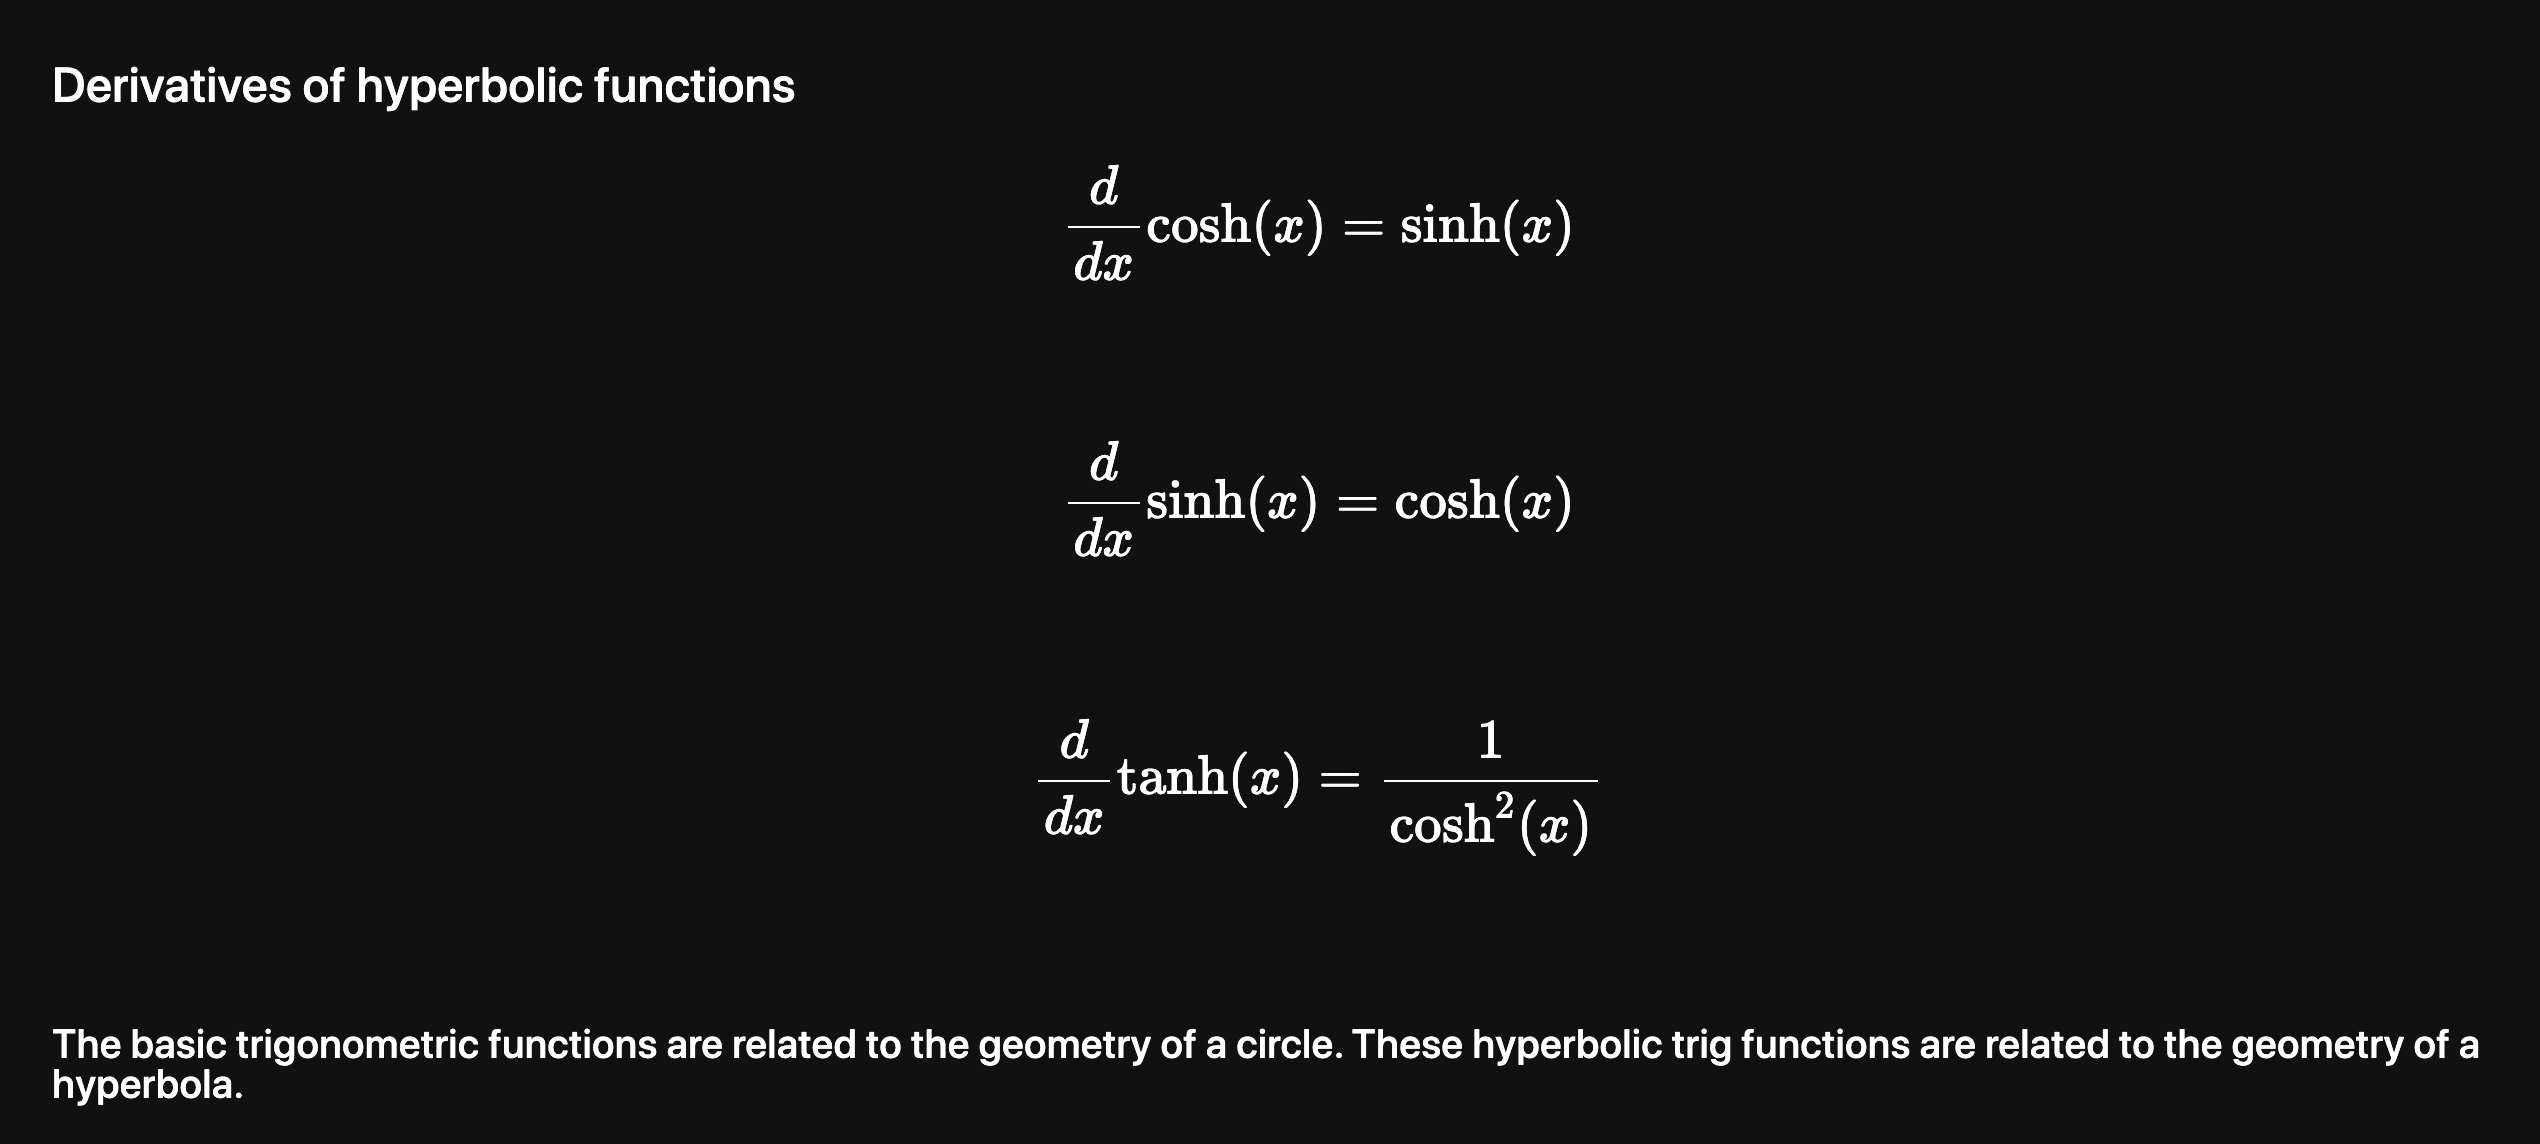 Derivatives of hyperbolic functions
\frac{d}{dx}\cosh(x) = \sinh(x)
\frac{d}{dx}\sinh(x) = \cosh(x)
\frac{d}{dx}\tanh(x) = \frac{1}{\cosh^2(x)}
The basic trigonometric functions are related to the geometry of a circle. These hyperbolic trig functions are related to the geometry of a
hyperbola.